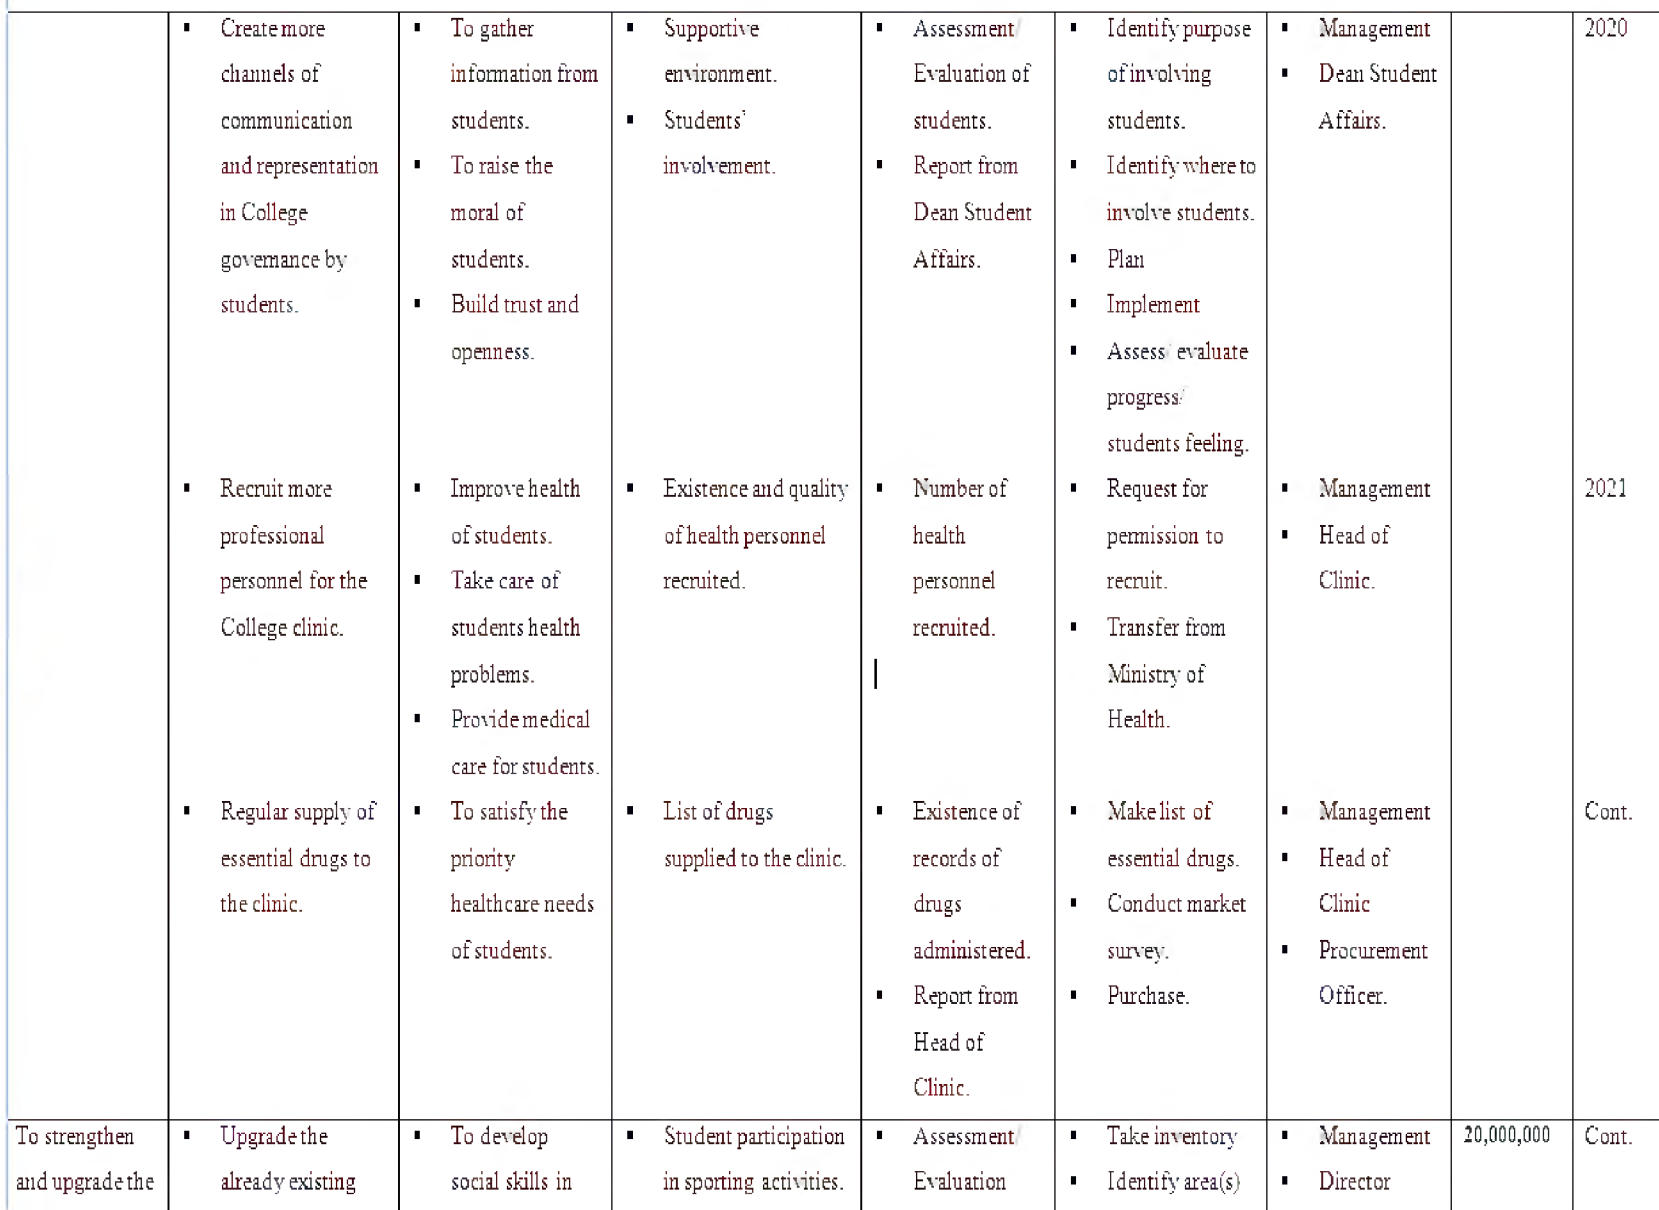 ▪ Create more
channels of
communication
and representation
in College
governance by
students.
▪ To gather
information from
students.
▪ To raise the
moral of
students.
▪ Build trust and
openness.
▪ Supportive
environment.
▪ Students'
involvement.
▪ Assessment/
Evaluation of
students.
▪ Report from
Dean Student
Affairs.
▪ Identify purpose
of involving
students.
▪ Identify where to
involve students.
▪ Plan
▪ Implement
▪ Assess/ evaluate
progress/
students feeling.
▪ Management
▪ Dean Student
Affairs.
2020
▪ Recruit more
professional
personnel for the
College clinic.
▪ Improve health
of students.
▪ Take care of
students health
problems.
▪ Provide medical
care for students.
▪ Existence and quality
of health personnel
recruited.
▪ Number of
health
personnel
recruited.
▪ Request for
permission to
recruit.
▪ Transfer from
Ministry of
Health.
▪ Management
▪ Head of
Clinic.
2021
▪ Regular supply of
essential drugs to
the clinic.
▪ To satisfy the
priority
healthcare needs
of students.
▪ List of drugs
supplied to the clinic.
▪ Existence of
records of
drugs
administered.
▪ Report from
Head of
Clinic.
▪ Make list of
essential drugs.
▪ Conduct market
survey.
▪ Purchase.
▪ Management
▪ Head of
Clinic
▪ Procurement
Officer.
Cont.
To strengthen
and upgrade the
▪ Upgrade the
already existing
▪ To develop
social skills in
▪ Student participation
in sporting activities.
▪ Assessment/
Evaluation
▪ Take inventory
▪ Identify area(s)
▪ Management
▪ Director
20,000,000
Cont.